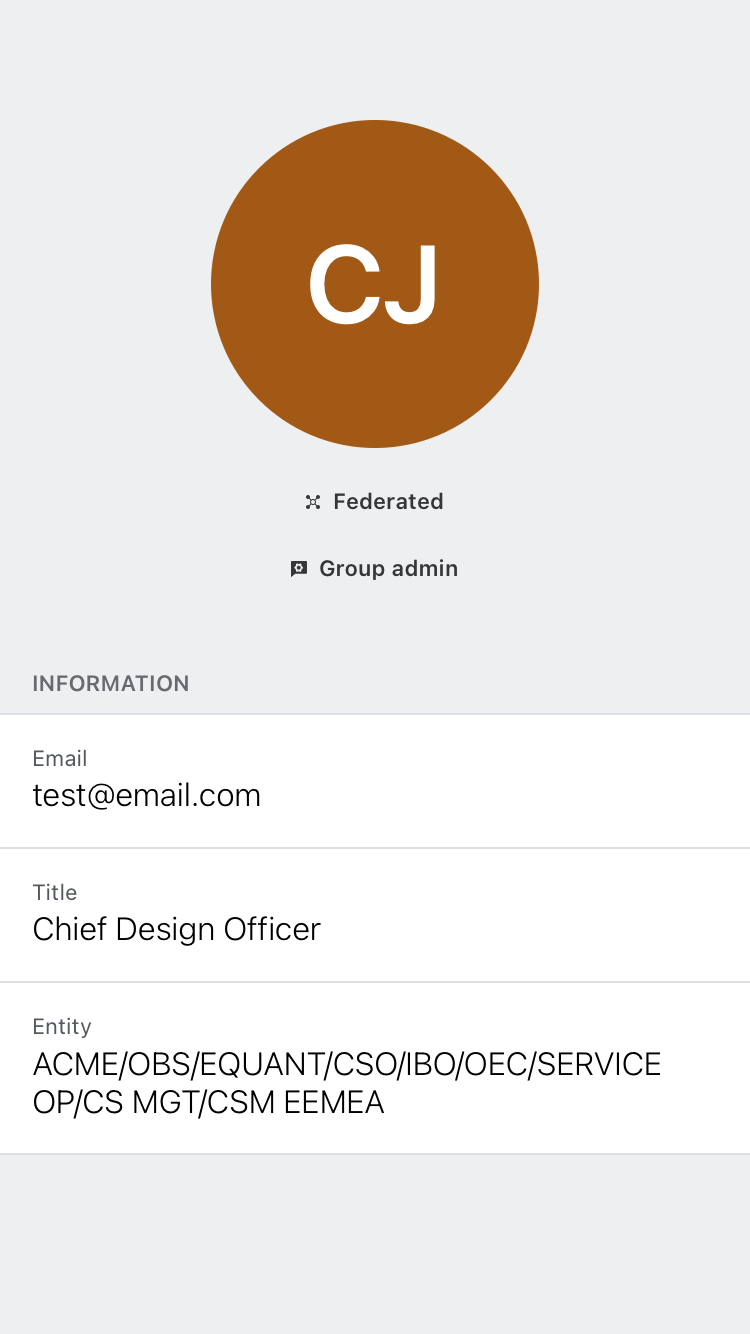 CJ
Federated
Group admin
INFORMATION
Email
test@email.com
Title
Chief Design Officer
Entity
ACME/OBS/EQUANT/CSO/IBO/OEC/SERVICE
OP/CS MGT/CSM EEMEA